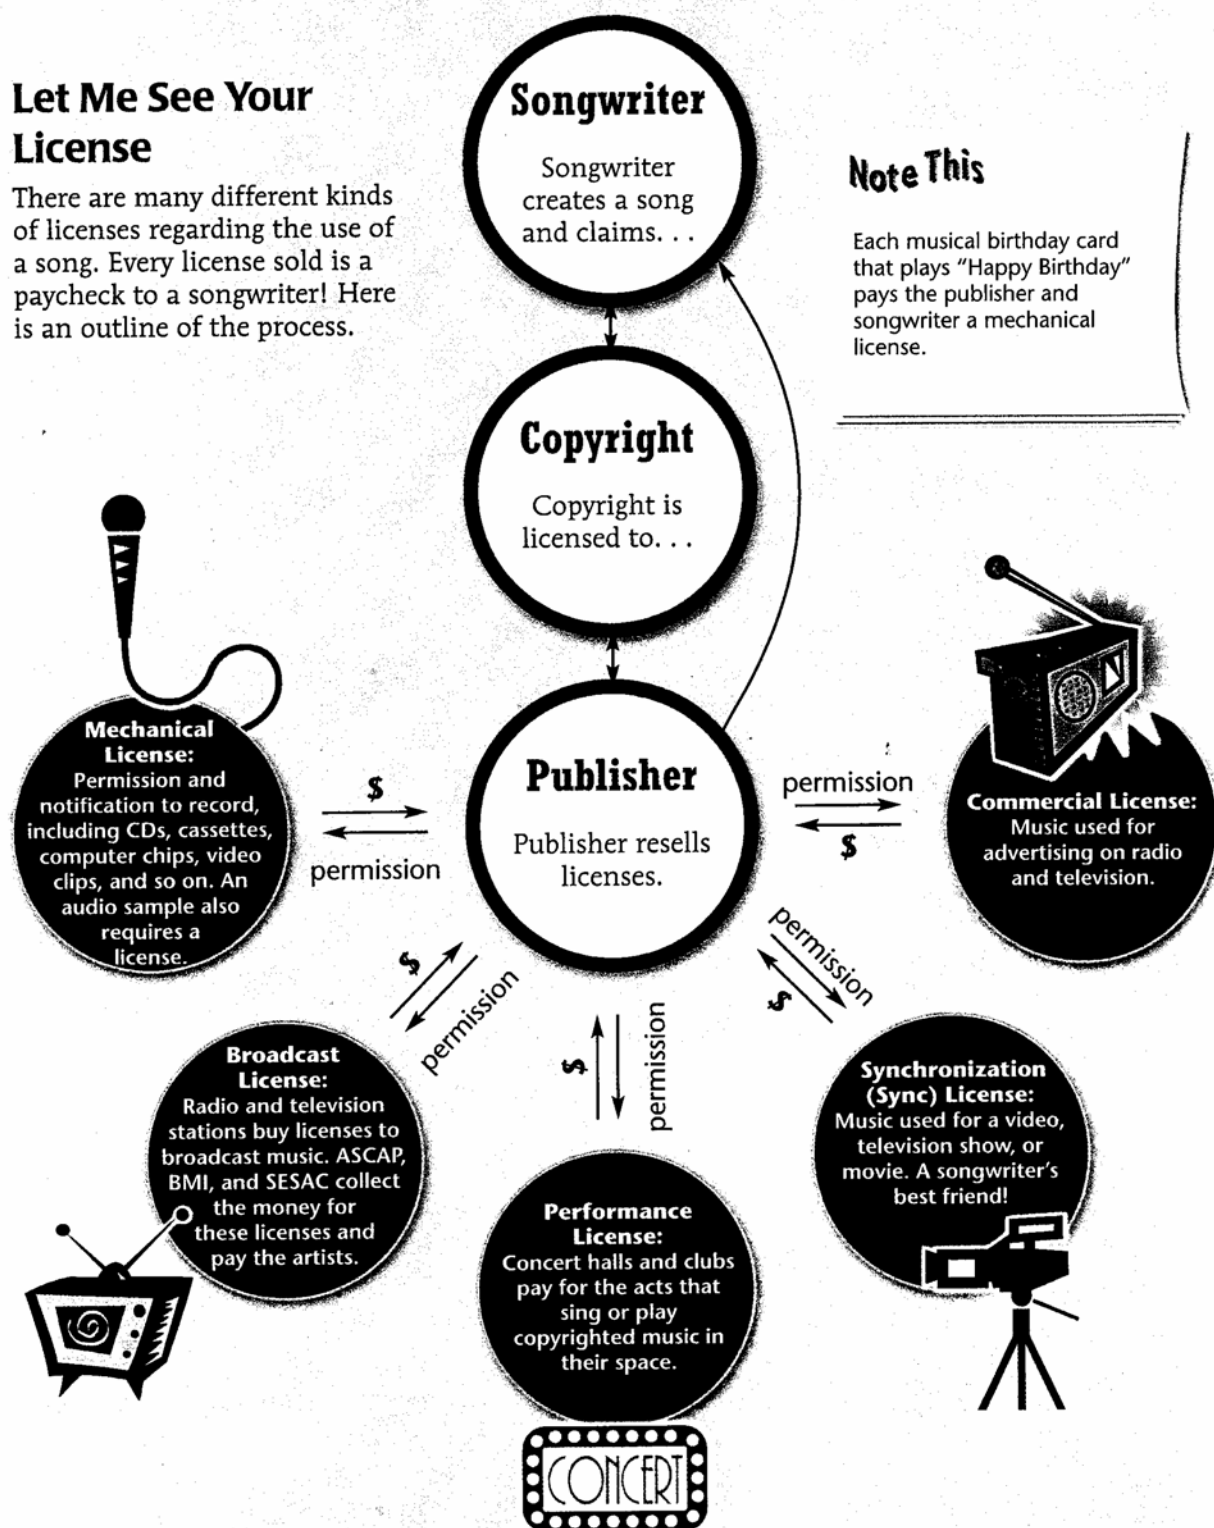 Let Me See Your
License
There are many different kinds
of licenses regarding the use of
a song. Every license sold is a
paycheck to a songwriter! Here
is an outline of the process.
Songwriter
Songwriter
creates a song
and claims. . .
Note This
Each musical birthday card
that plays “Happy Birthday”
pays the publisher and
songwriter a mechanical
license.
Copyright
Copyright is
licensed to. . .
Publisher
Publisher resells
licenses.
Mechanical
License:
Permission and
notification to record,
including CDs, cassettes,
computer chips, video
clips, and so on. An
audio sample also
requires a
license.
$
permission
permission
$
Commercial License:
Music used for
advertising on radio
and television.
$
permission
Broadcast
License:
Radio and television
stations buy licenses to
broadcast music. ASCAP,
BMI, and SESAC collect
the money for
these licenses and
pay the artists.
$
permission
Performance
License:
Concert halls and clubs
pay for the acts that
sing or play
copyrighted music in
their space.
CONCERT
permission
$
Synchronization
(Sync) License:
Music used for a video,
television show, or
movie. A songwriter’s
best friend!